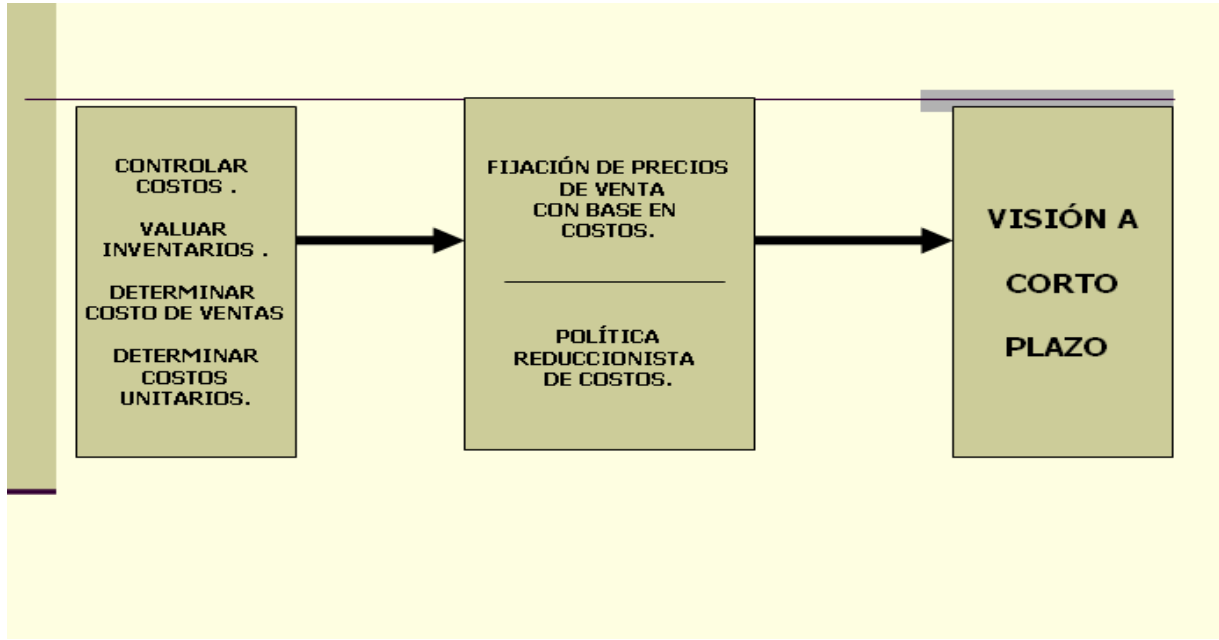 CONTROLAR
COSTOS .
VALUAR
INVENTARIOS .
DETERMINAR
COSTO DE VENTAS
DETERMINAR
COSTOS
UNITARIOS.
FIJACIÓN DE PRECIOS
DE VENTA
CON BASE EN
COSTOS.
POLÍTICA
REDUCCIONISTA
DE COSTOS.
VISIÓN A
CORTO
PLAZO